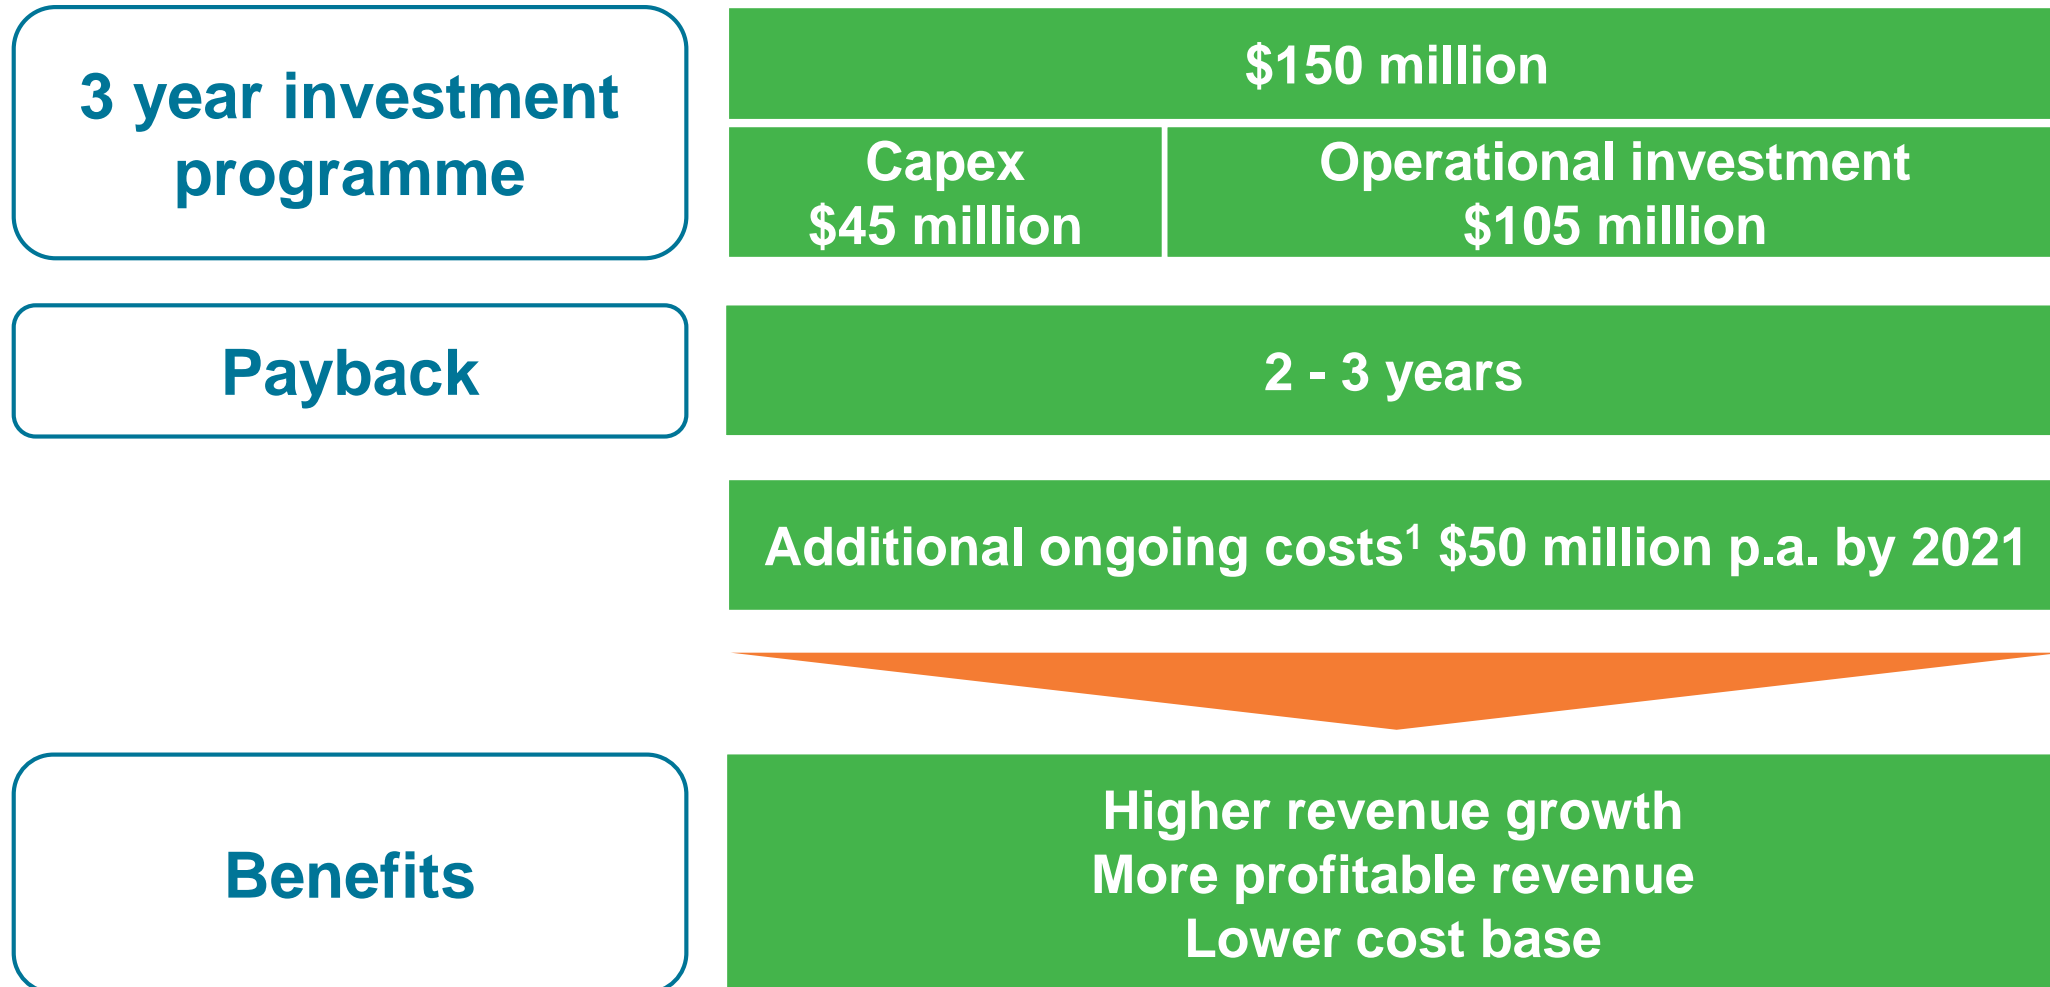 3 year investment
programme
$150 million
Capex
$45 million
Operational investment
$105 million
Payback
2 - 3 years
Additional ongoing costs¹ $50 million p.a. by 2021
Benefits
Higher revenue growth
More profitable revenue
Lower cost base